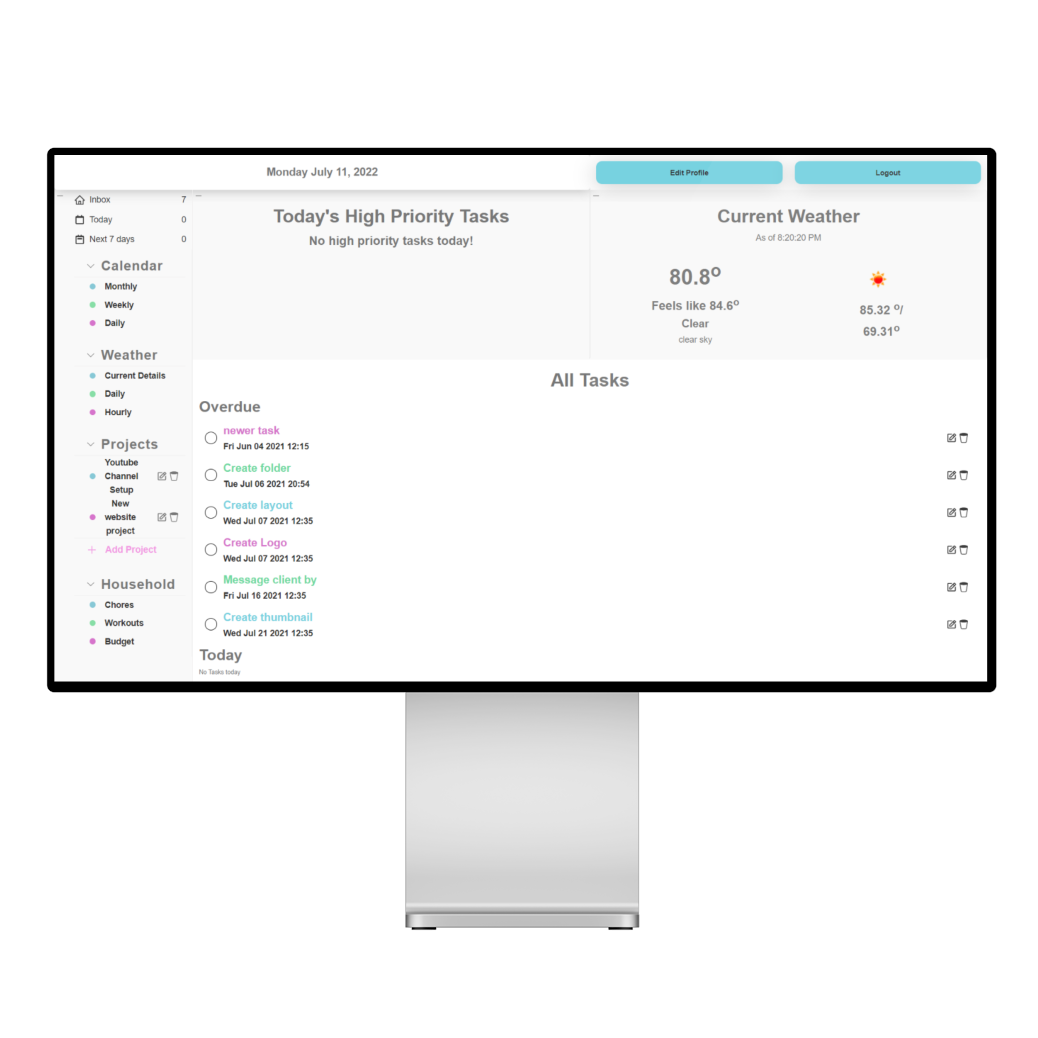 Monday July 11, 2022
Edit Profile
Logout
Inbox 7
Today 0
Next 7 days 0
Calendar
Monthly
Weekly
Daily
Weather
Current Details
Daily
Hourly
Projects
Youtube
Channel
Setup
New
website
project
+ Add Project
Household
Chores
Workouts
Budget
Today's High Priority Tasks
No high priority tasks today!
Current Weather
As of 8:20:20 PM
80.8º
Feels like 84.6º
Clear
clear sky
85.32 º/
69.31º
All Tasks
Overdue
newer task
Fri Jun 04 2021 12:15
Create folder
Tue Jul 06 2021 20:54
Create layout
Wed Jul 07 2021 12:35
Create Logo
Wed Jul 07 2021 12:35
Message client by
Fri Jul 16 2021 12:35
Create thumbnail
Wed Jul 21 2021 12:35
Today
No Tasks today